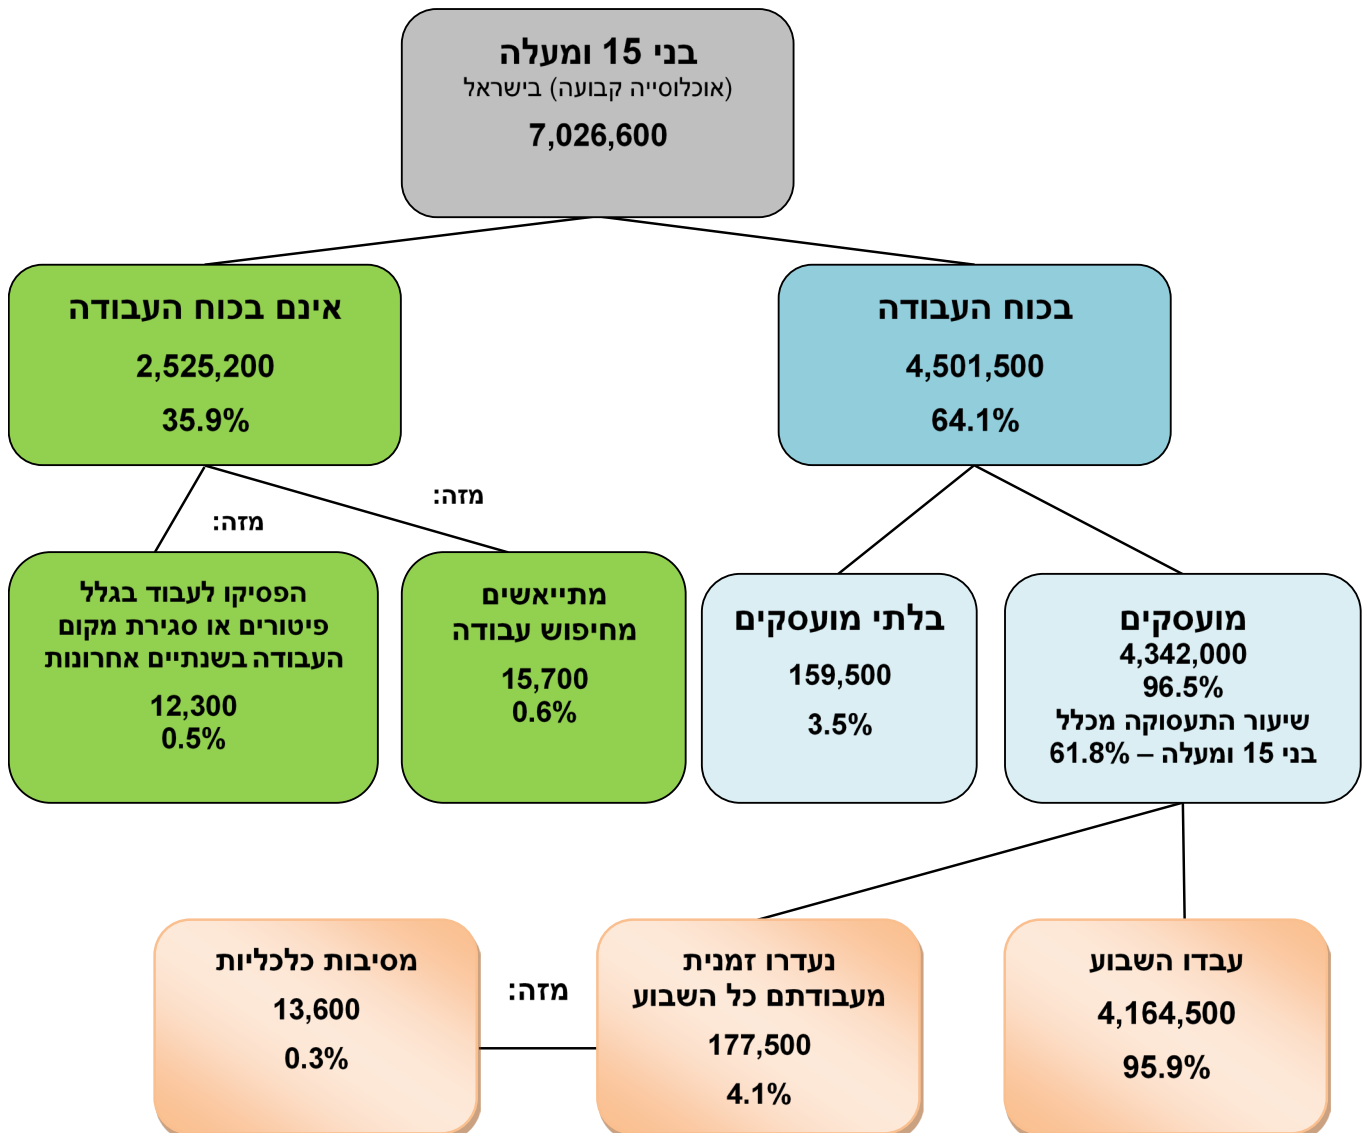 בני 15 ומעלה
(אוכלוסייה קבועה) בישראל
7,026,600
בכוח העבודה
4,501,500
64.1%
אינם בכוח העבודה
2,525,200
35.9%
מועסקים
4,342,000
96.5%
שיעור התעסוקה מכלל
בני 15 ומעלה – 61.8%
בלתי מועסקים
159,500
3.5%
מזה:
מתייאשים
מחיפוש עבודה
15,700
0.6%
מזה:
הפסיקו לעבוד בגלל
פיטורים או סגירת מקום
העבודה בשנתיים אחרונות
12,300
0.5%
עבדו השבוע
4,164,500
95.9%
נעדרו זמנית
מעבודתם כל השבוע
177,500
4.1%
מזה:
מסיבות כלכליות
13,600
0.3%